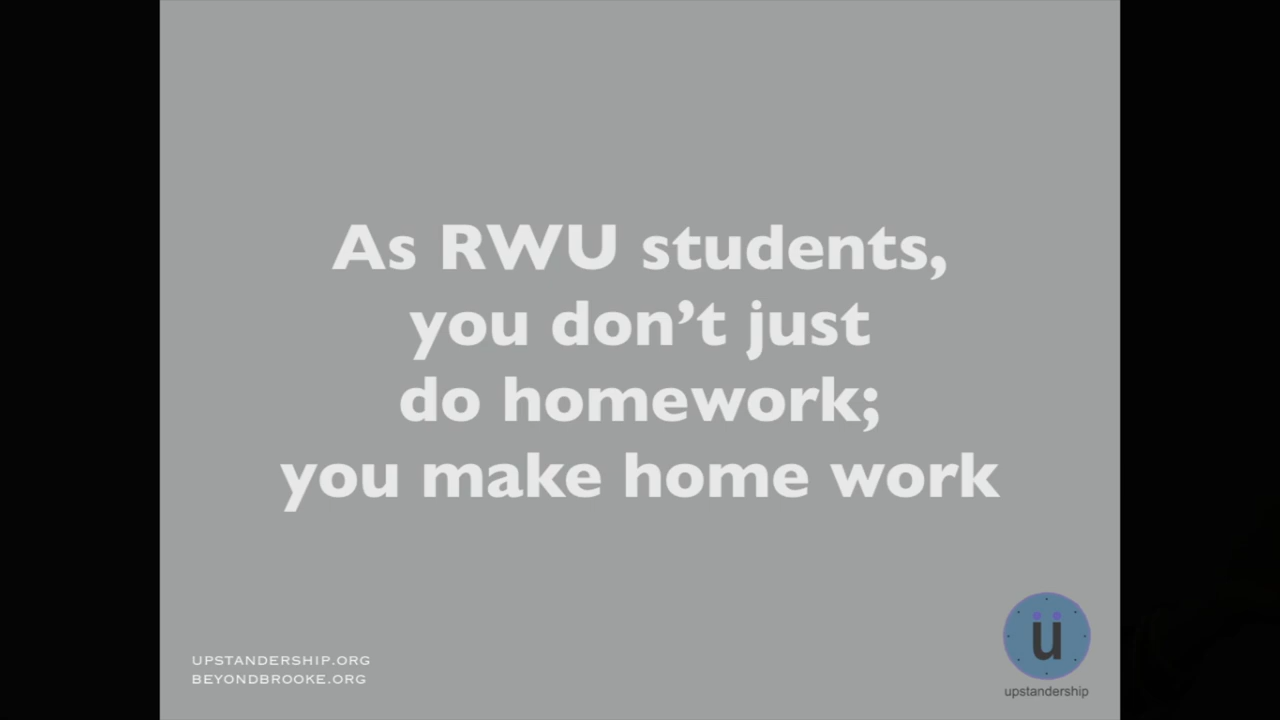 As RWU students,
you don’t just
do homework;
you make home work
UPSTANDERSHIP.ORG
BEYONDBROOKE.ORG
ü
upstandership